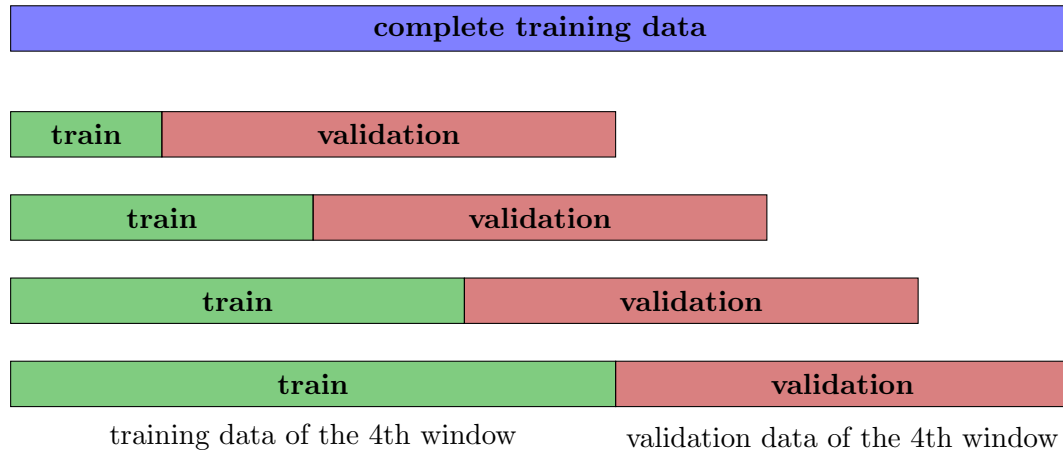 complete training data
train validation
train validation
train validation
train validation
training data of the 4th window validation data of the 4th window